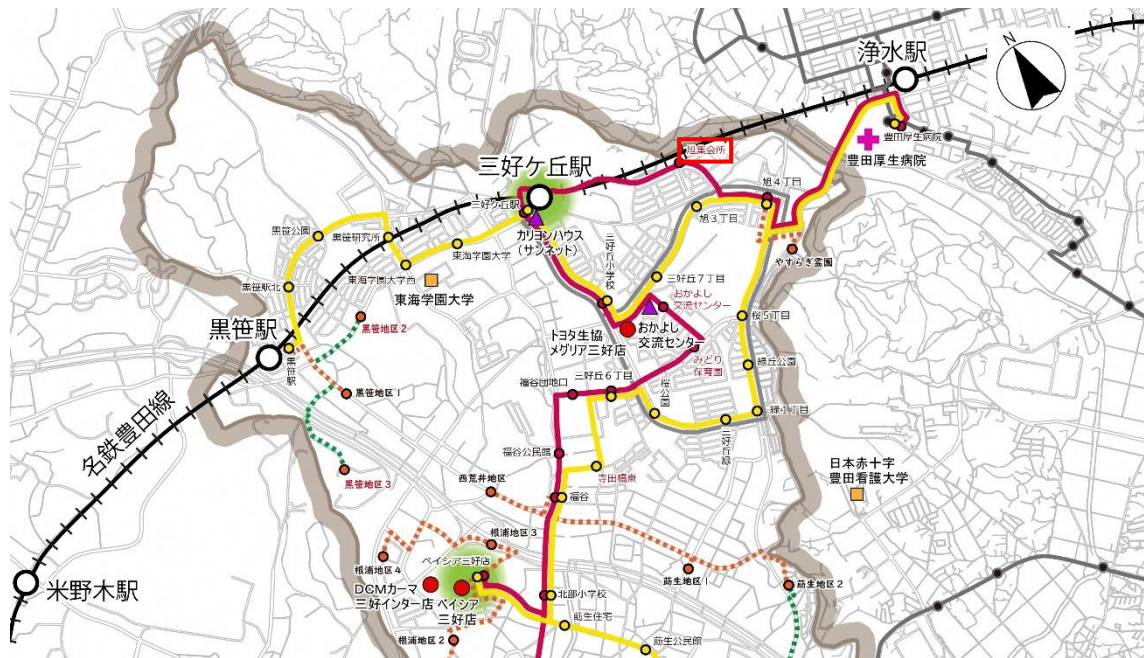 浄水駅
N
豊田厚生病院
豊田厚生病院
旭集会所
三好ケ丘駅
三好ケ丘駅
旭4丁目
旭3丁目
カリヨンハウス
(サンネット)
黒笹公園
黒笹研究所
東海学園大学
三好丘小学校
やすらぎ霊園
東海学園大学西
東海学園大学
三好丘7丁目
黒笹駅北
おかよし
交流センター
黒笹駅
黒笹地区2
トヨタ生協
メグリア三好店
おかよし
交流センター
桜5丁目
黒笹駅
みどり
保育園
緑丘公園
三好丘6丁目
福谷団地口
黒笹地区1
桜公園
緑1丁目
三好丘緑
名鉄豊田線
福谷公民館
日本赤十字
豊田看護大学
黒笹地区3
西荒井地区
寺田橋東
福谷
根浦地区3
ベイシア三好店
根浦地区4
莇生地区1
莇生地区2
米野木駅
DCMカーマ
三好インター店
ベイシア
三好店
北部小学校
莇生住宅
根浦地区2
莇生公民館